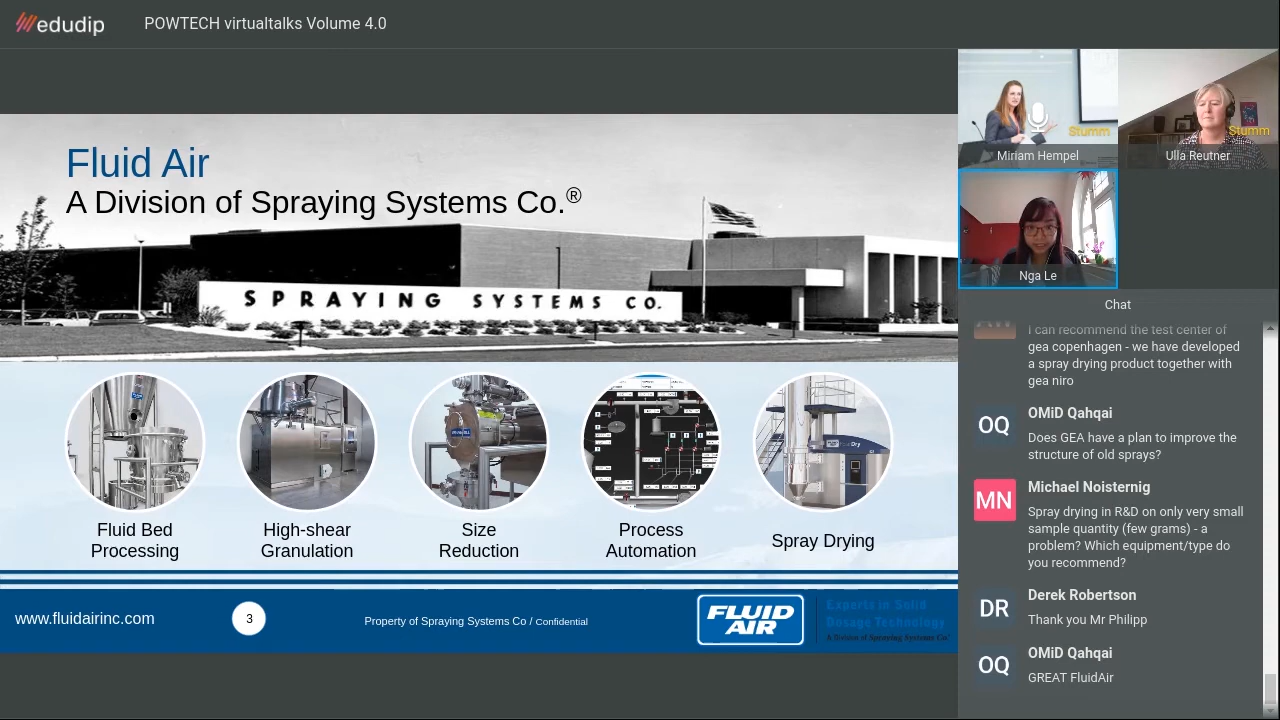 edudip
POWTECH virtualtalks Volume 4.0
Fluid Air
A Division of Spraying Systems Co.®
SPRAYING SYSTEMS CO.
Fluid Bed
Processing
High-shear
Granulation
Size
Reduction
Process
Automation
Spray Drying
www.fluidairinc.com
3
Property of Spraying Systems Co / Confidential
FLUID
AIR
Experts in Solid
Dosage Technology
A Division of Spraying Systems Co.
Stumm
Miriam Hempel
Stumm
Ulla Reutner
Nga Le
Chat
I can recommend the test center of
gea copenhagen - we have developed
a spray drying product together with
gea niro
OQ
OMiD Qahqai
Does GEA have a plan to improve the
structure of old sprays?
MN
Michael Noisternig
Spray drying in R&D on only very small
sample quantity (few grams) - a
problem? Which equipment/type do
you recommend?
DR
Derek Robertson
Thank you Mr Philipp
OQ
OMiD Qahqai
GREAT FluidAir